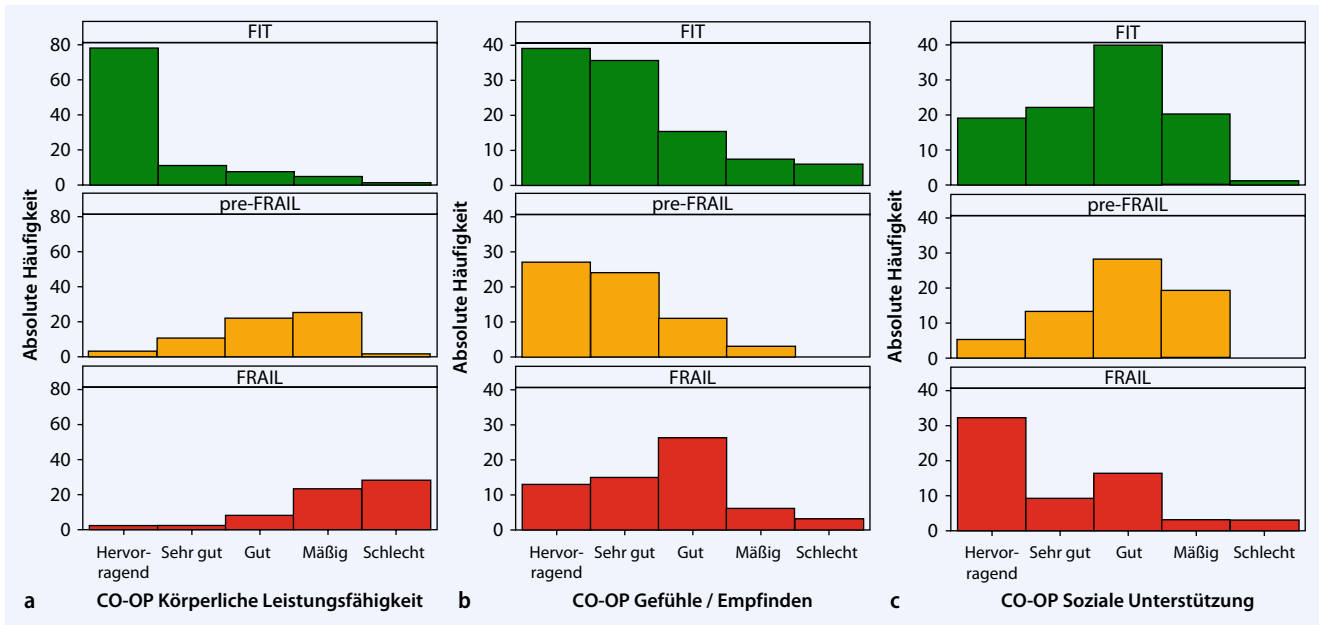 FIT
80
60
40
20
0
pre-FRAIL
80
60
40
20
0
FRAIL
80
60
40
20
0
Absolute Häufigkeit
Hervor-
ragend
Sehr gut
Gut
Mäßig
Schlecht
a CO-OP Körperliche Leistungsfähigkeit
FIT
40
30
20
10
0
pre-FRAIL
40
30
20
10
0
FRAIL
40
30
20
10
0
Absolute Häufigkeit
Hervor-
ragend
Sehr gut
Gut
Mäßig
Schlecht
b CO-OP Gefühle / Empfinden
FIT
40
30
20
10
0
pre-FRAIL
40
30
20
10
0
FRAIL
40
30
20
10
0
Absolute Häufigkeit
Hervor-
ragend
Sehr gut
Gut
Mäßig
Schlecht
c CO-OP Soziale Unterstützung